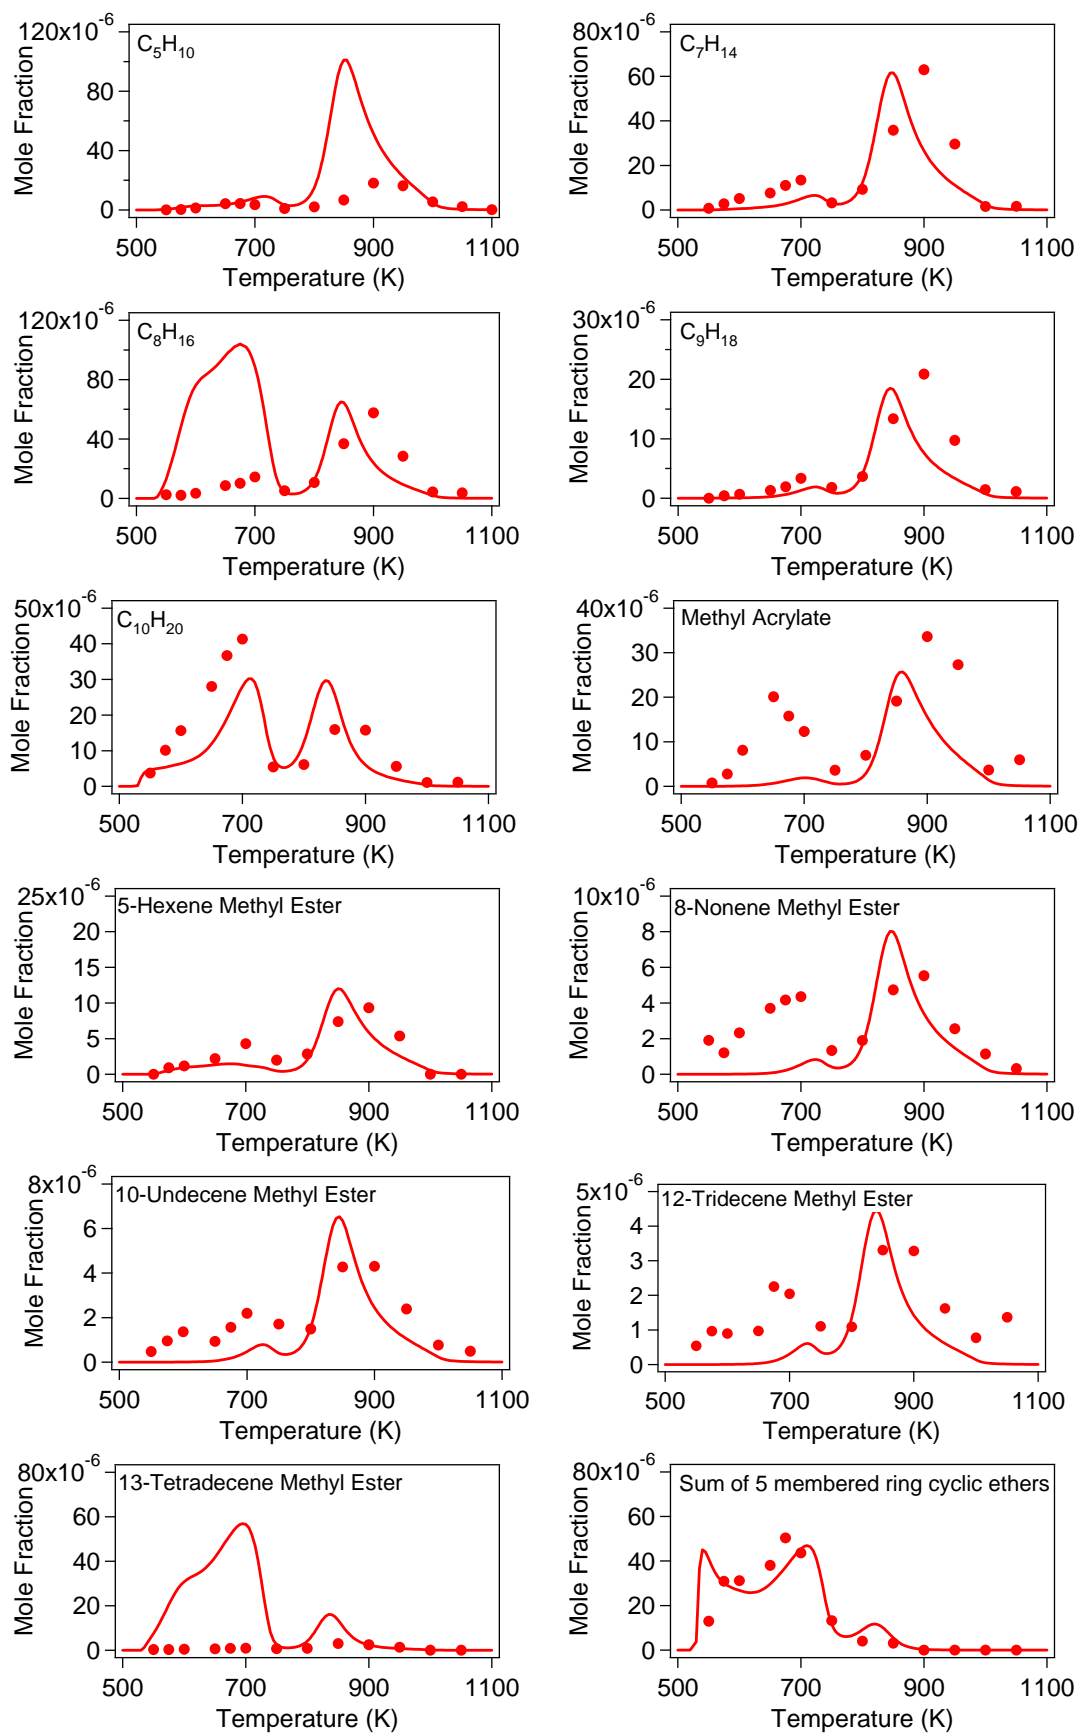 120x10⁻⁶
C₅H₁₀
80
40
0
Mole Fraction
500 700 900 1100
Temperature (K)
80x10⁻⁶
C₇H₁₄
60
40
20
0
Mole Fraction
500 700 900 1100
Temperature (K)
120x10⁻⁶
C₈H₁₆
80
40
0
Mole Fraction
500 700 900 1100
Temperature (K)
30x10⁻⁶
C₉H₁₈
20
10
0
Mole Fraction
500 700 900 1100
Temperature (K)
50x10⁻⁶
C₁₀H₂₀
40
30
20
10
0
Mole Fraction
500 700 900 1100
Temperature (K)
40x10⁻⁶
Methyl Acrylate
30
20
10
0
Mole Fraction
500 700 900 1100
Temperature (K)
25x10⁻⁶
5-Hexene Methyl Ester
20
15
10
5
0
Mole Fraction
500 700 900 1100
Temperature (K)
10x10⁻⁶
8-Nonene Methyl Ester
8
6
4
2
0
Mole Fraction
500 700 900 1100
Temperature (K)
8x10⁻⁶
10-Undecene Methyl Ester
6
4
2
0
Mole Fraction
500 700 900 1100
Temperature (K)
5x10⁻⁶
12-Tridecene Methyl Ester
4
3
2
1
0
Mole Fraction
500 700 900 1100
Temperature (K)
80x10⁻⁶
13-Tetradecene Methyl Ester
60
40
20
0
Mole Fraction
500 700 900 1100
Temperature (K)
80x10⁻⁶
Sum of 5 membered ring cyclic ethers
60
40
20
0
Mole Fraction
500 700 900 1100
Temperature (K)